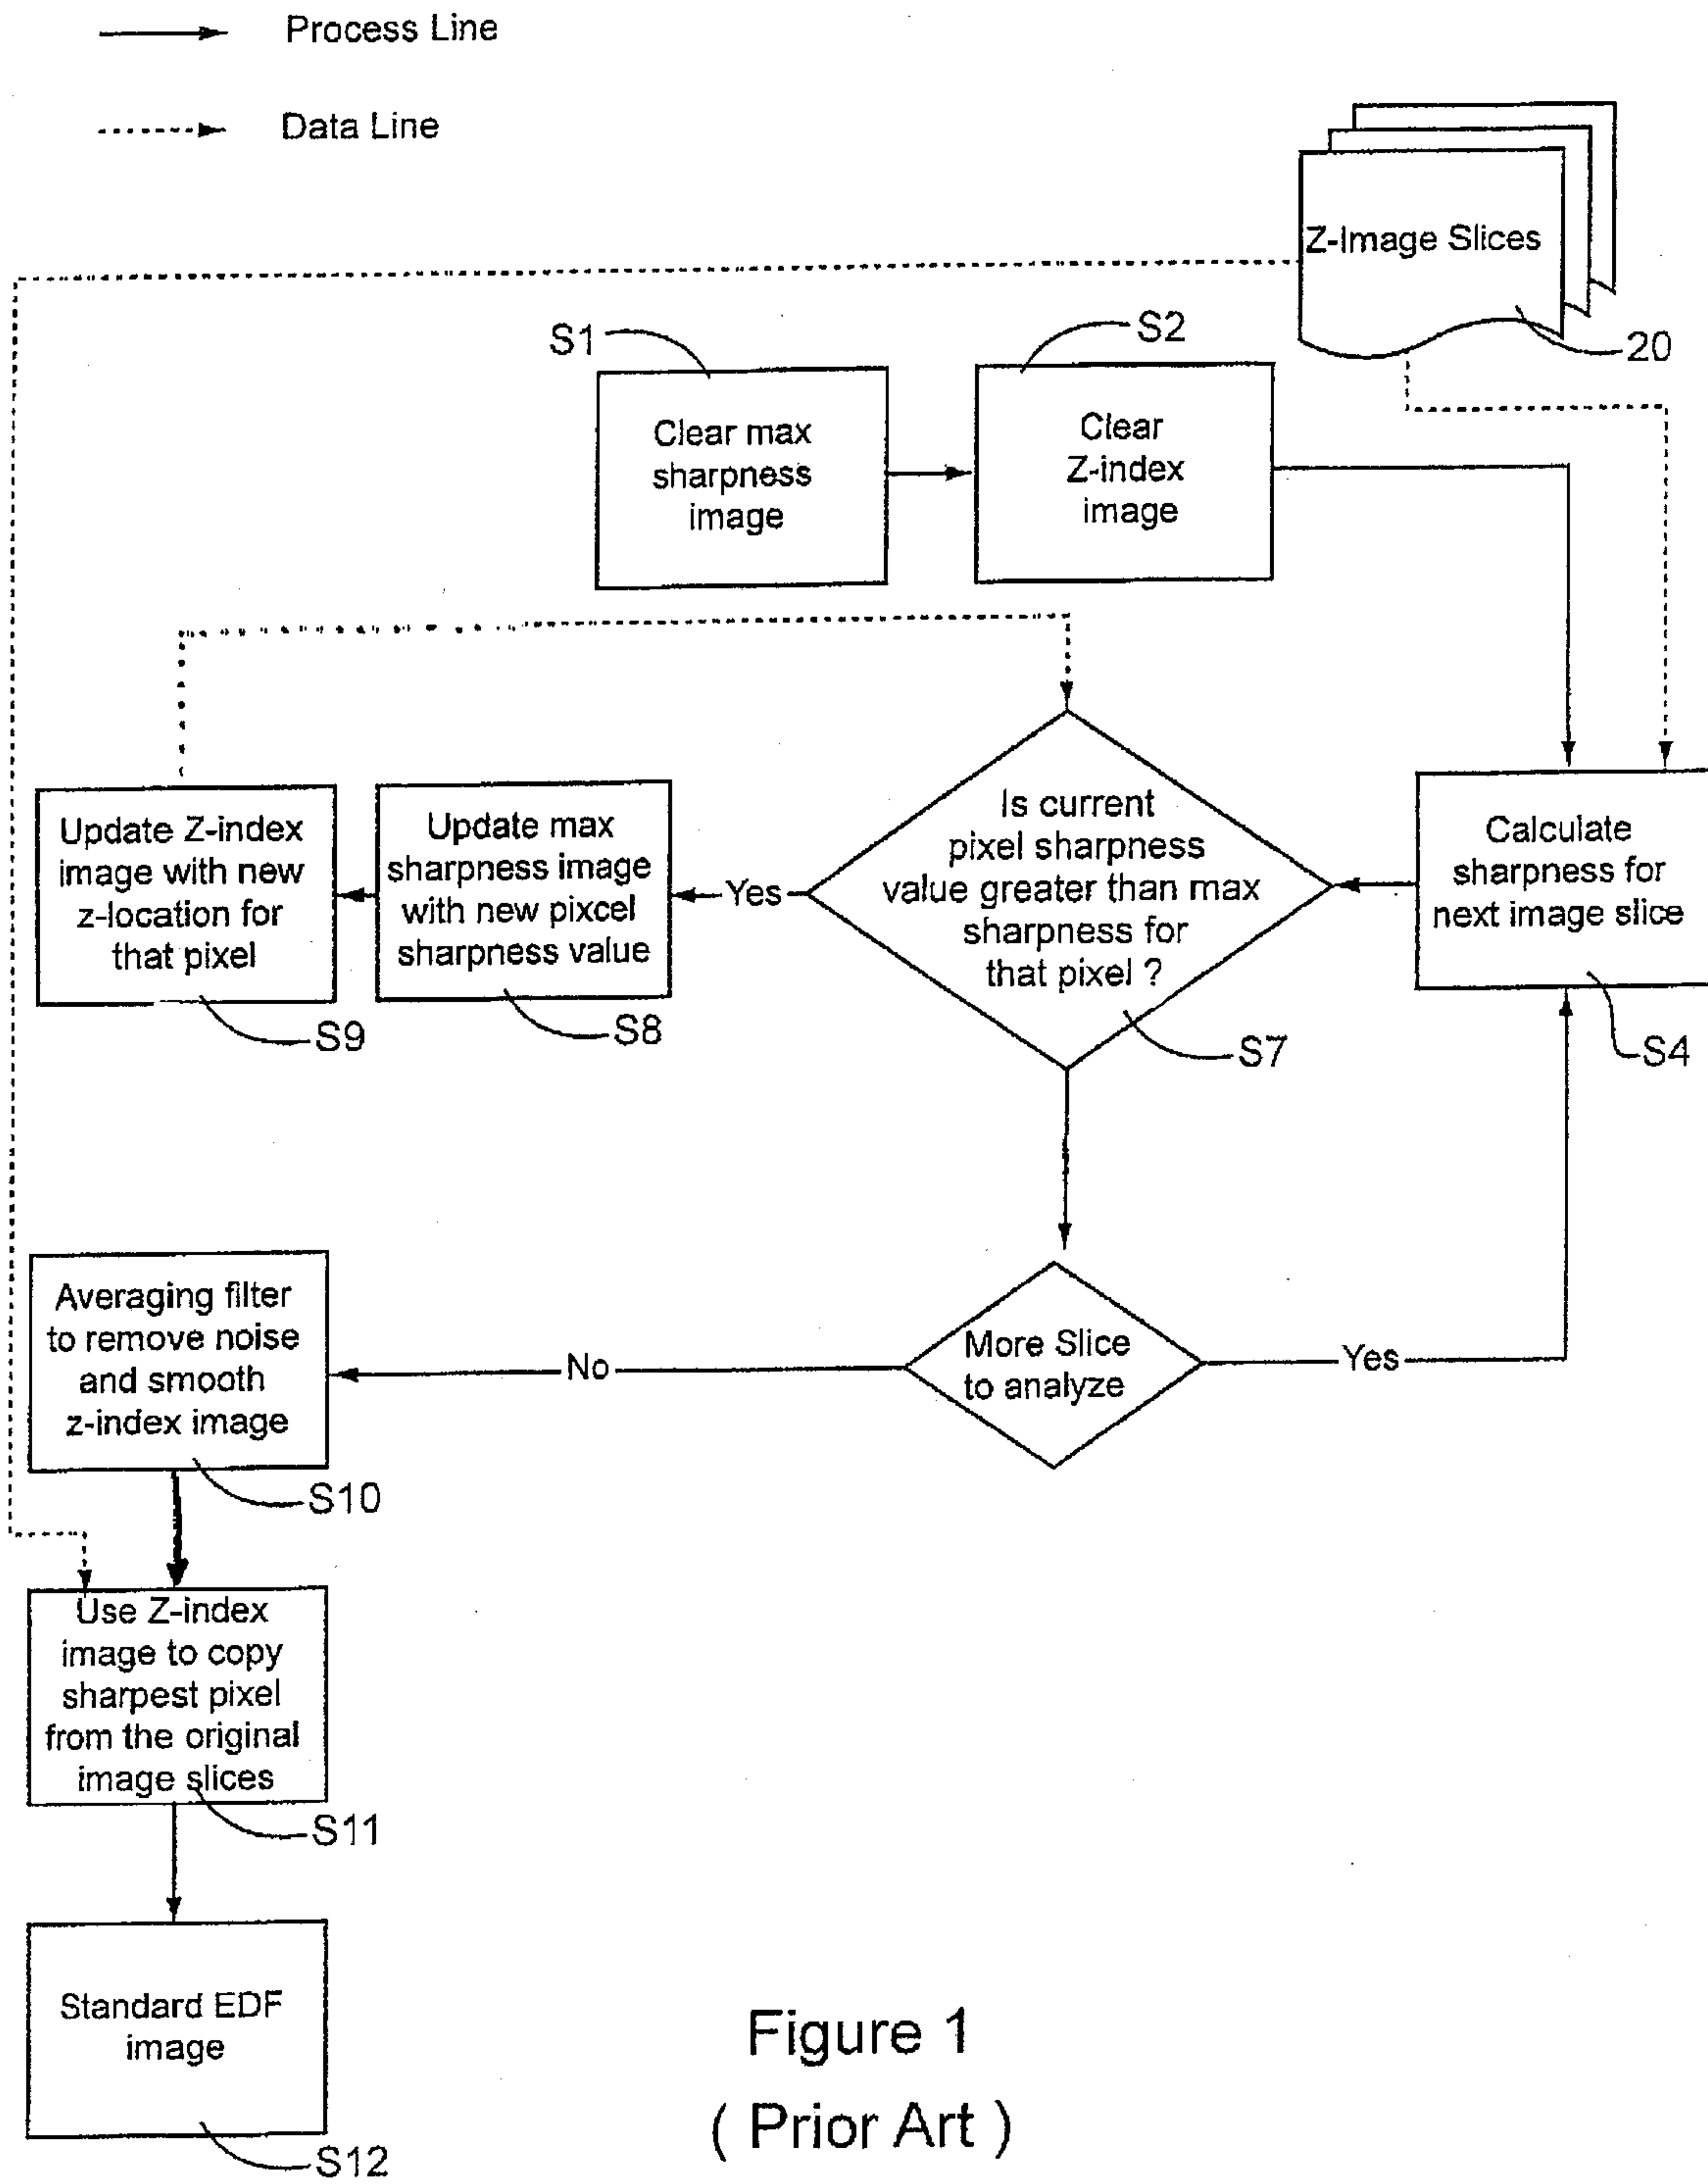 Process Line
Data Line
Z-Image Slices
20
S1
S2
Clear max
sharpness
image
Clear
Z-index
image
Update Z-index
image with new
z-location for
that pixel
S9
Update max
sharpness image
with new pixcel
sharpness value
S8
Yes
Is current
pixel sharpness
value greater than max
sharpness for
that pixel ?
S7
Calculate
sharpness for
next image slice
S4
Averaging filter
to remove noise
and smooth
z-index image
S10
No
More Slice
to analyze
Yes
Use Z-index
image to copy
sharpest pixel
from the original
image slices
S11
Standard EDF
image
S12
Figure 1
( Prior Art )